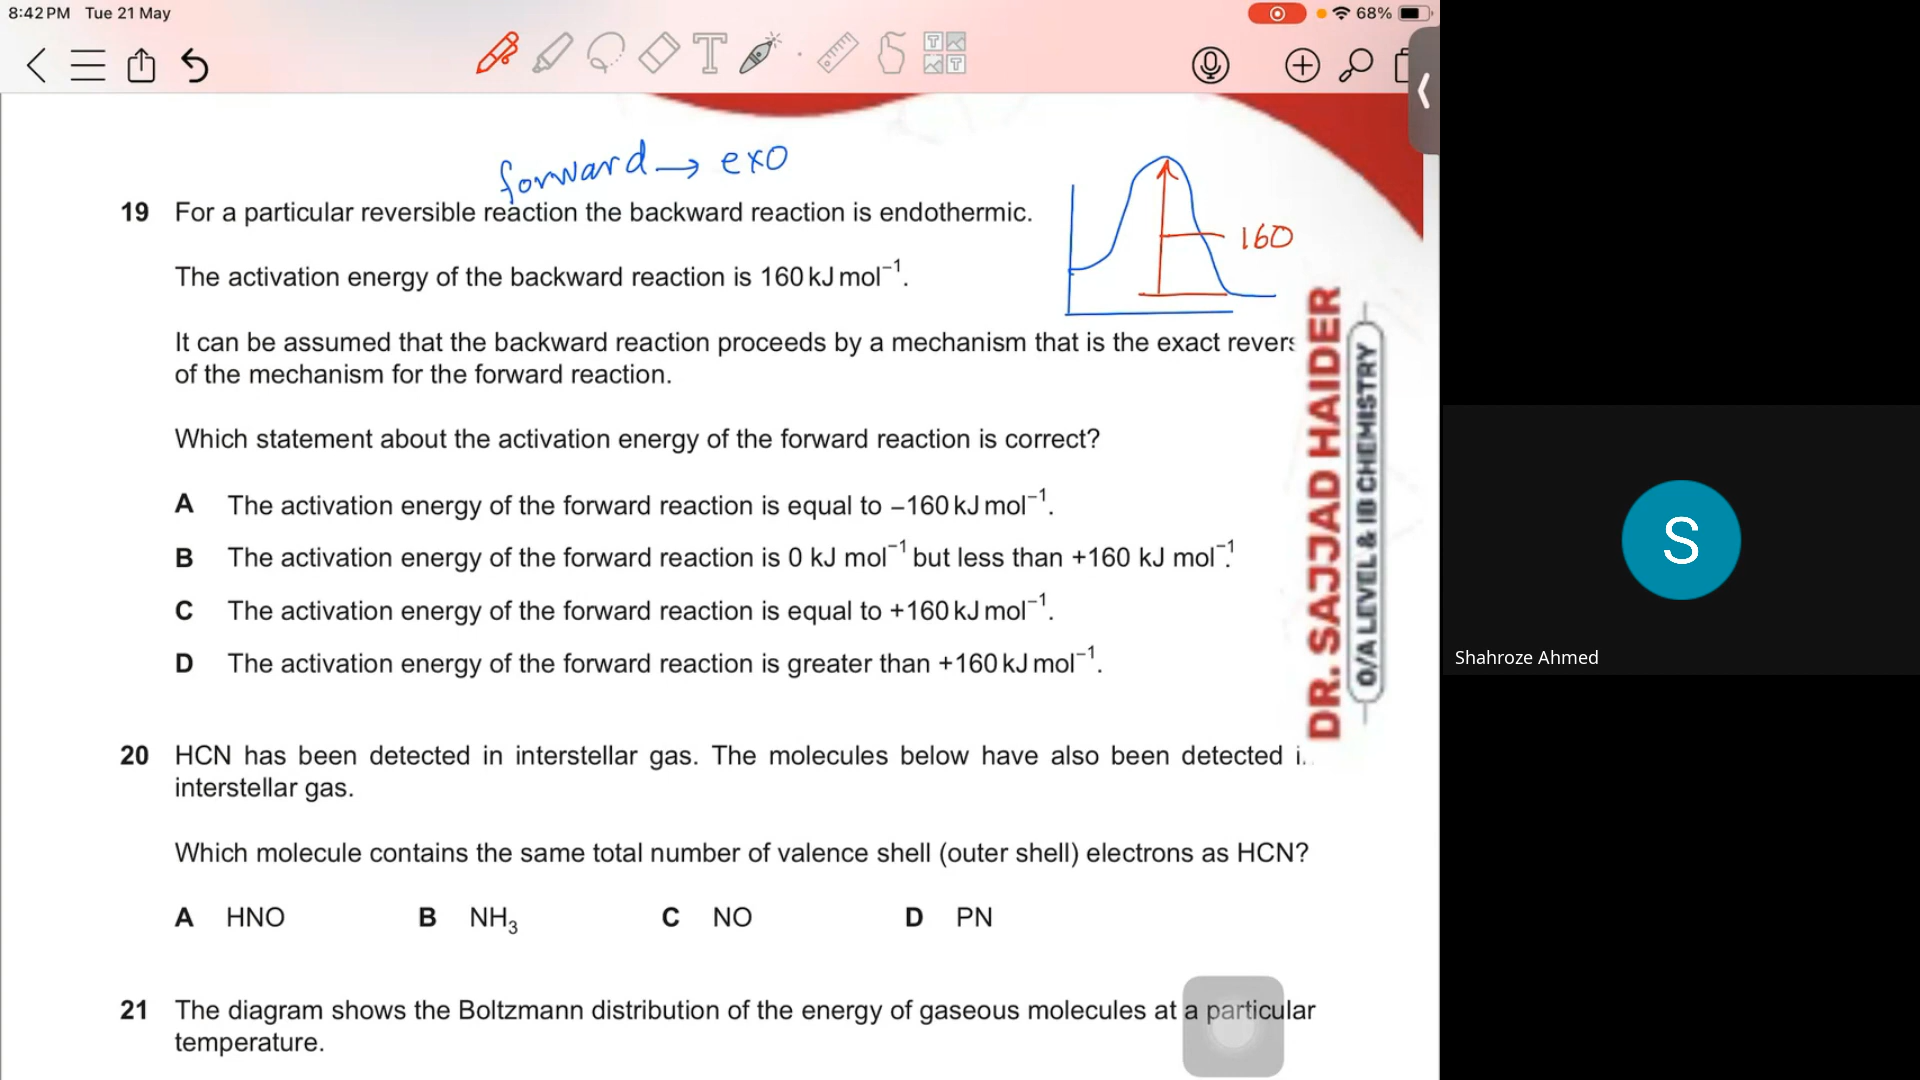 8:42 PM Tue 21 May
68%
forward → exo
19 For a particular reversible reaction the backward reaction is endothermic.
160
The activation energy of the backward reaction is 160 kJ mol⁻¹.
It can be assumed that the backward reaction proceeds by a mechanism that is the exact revers
of the mechanism for the forward reaction.
Which statement about the activation energy of the forward reaction is correct?
A The activation energy of the forward reaction is equal to –160 kJ mol⁻¹.
B The activation energy of the forward reaction is 0 kJ mol⁻¹ but less than +160 kJ mol⁻¹.
C The activation energy of the forward reaction is equal to +160 kJ mol⁻¹.
D The activation energy of the forward reaction is greater than +160 kJ mol⁻¹.
DR. SAJJAD HAIDER
O/A LEVEL & IB CHEMISTRY
Shahroze Ahmed
S
20 HCN has been detected in interstellar gas. The molecules below have also been detected i
interstellar gas.
Which molecule contains the same total number of valence shell (outer shell) electrons as HCN?
A HNO B NH₃ C NO D PN
21 The diagram shows the Boltzmann distribution of the energy of gaseous molecules at a particular
temperature.